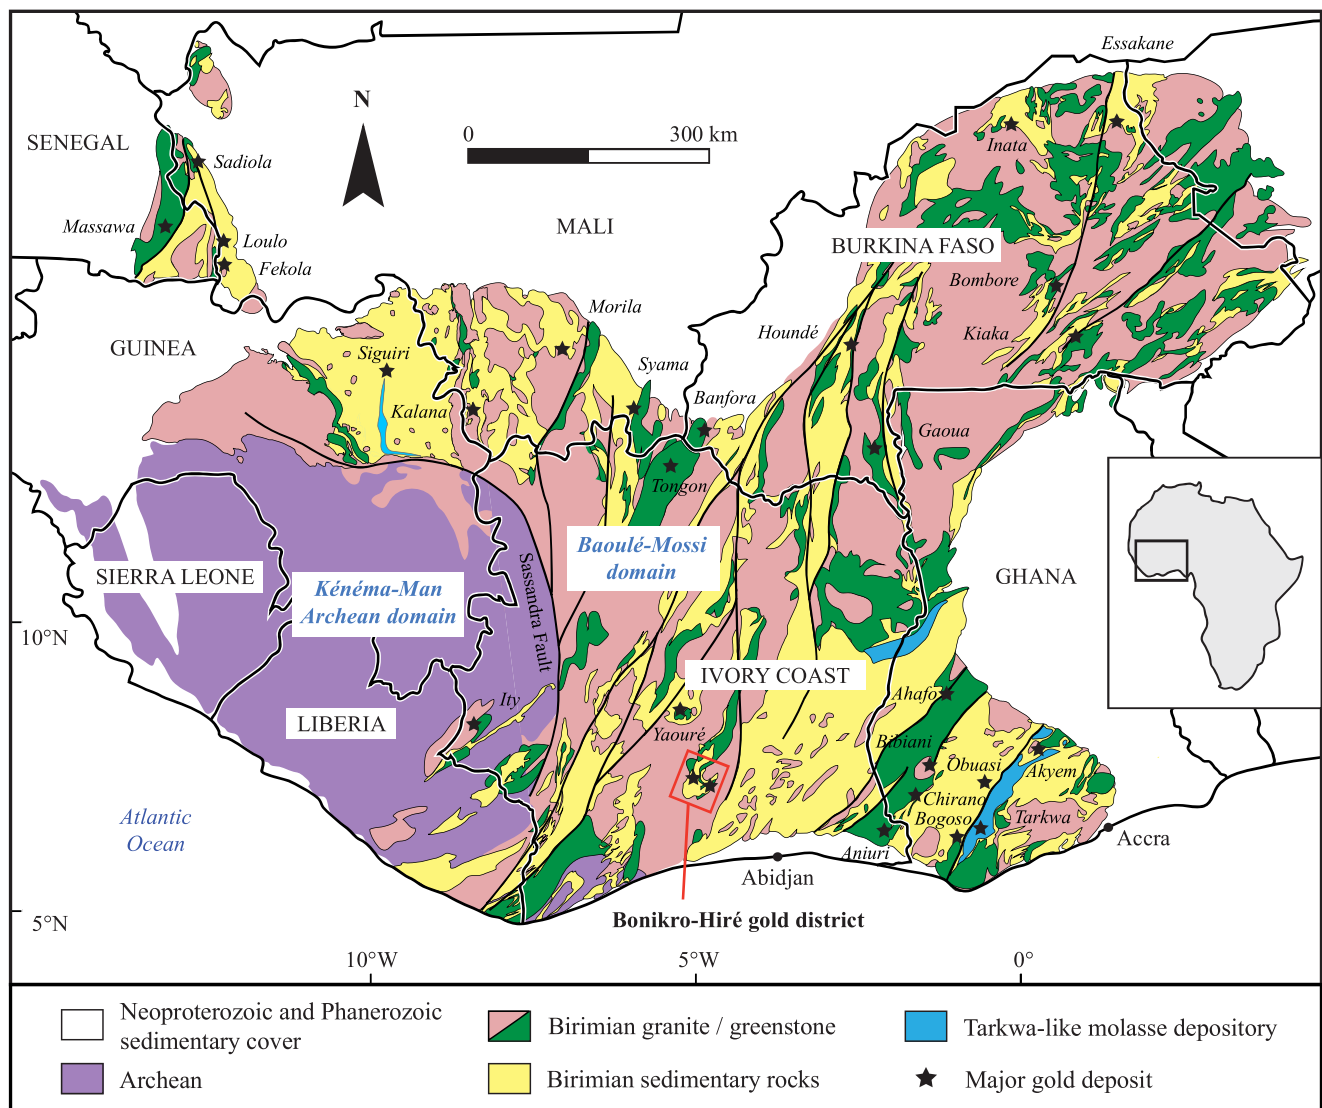 Essakane
N
0
300 km
SENEGAL
Inata
Sadiola
Massawa
MALI
Loulo
BURKINA FASO
Fekola
Bombore
Morila
Houndé
Kiaka
GUINEA
Siguiri
Syama
Kalana
Banfora
Gaoua
Tongon
Baoulé-Mossi
domain
SIERRA LEONE
GHANA
Kénéma-Man
Archean domain
Sassandra Fault
10°N
IVORY COAST
Ahafo
Ity
LIBERIA
Yaouré
Bibiani
Obuasi
Akyem
Chirano
Bogoso
Tarkwa
Atlantic
Ocean
Accra
Aniuri
Abidjan
5°N
Bonikro-Hiré gold district
10°W
5°W
0°
Neoproterozoic and Phanerozoic
sedimentary cover
Birimian granite / greenstone
Tarkwa-like molasse depository
Archean
Birimian sedimentary rocks
Major gold deposit